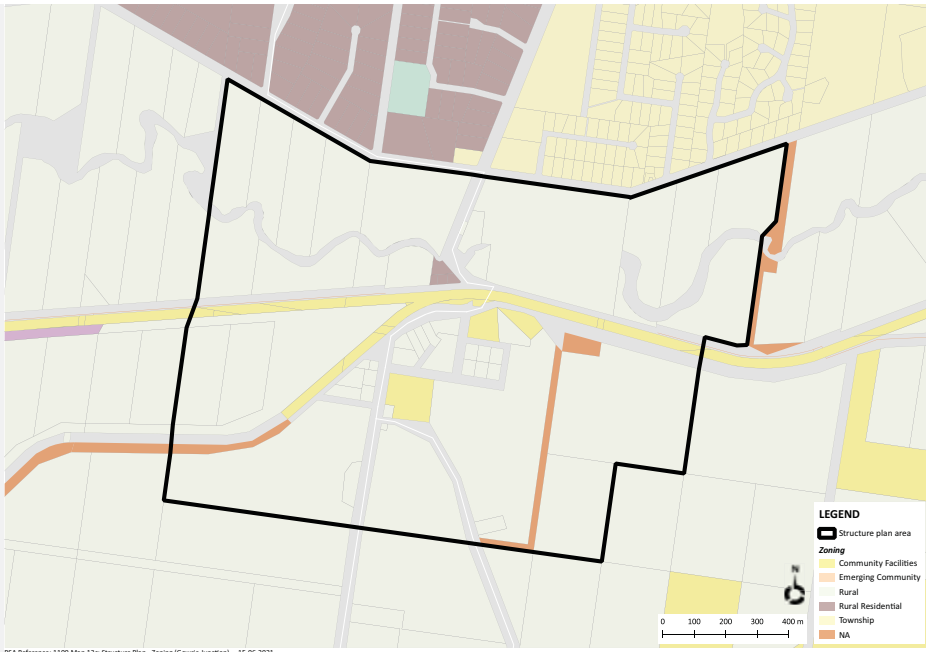 LEGEND
Structure plan area
Zoning
Community Facilities
Emerging Community
Rural
Rural Residential
Township
NA
N
0 100 200 300 400 m